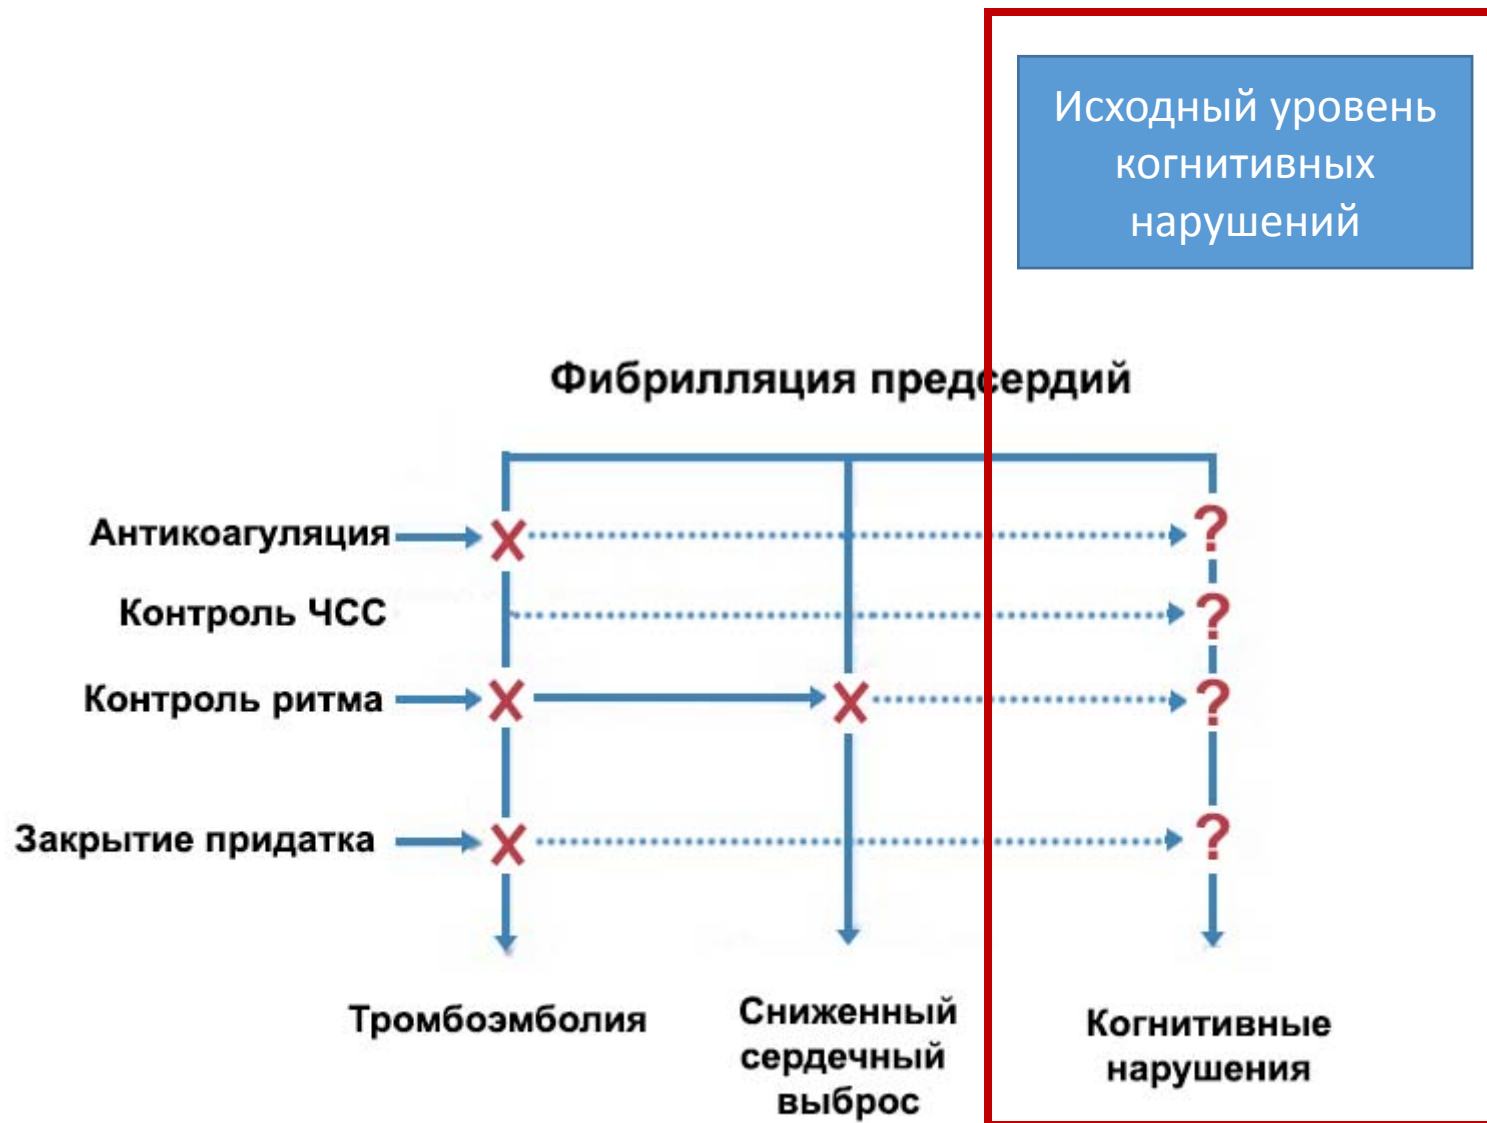 Исходный уровень
когнитивных
нарушений
Фибрилляция предсердий
Антикоагуляция
?
Контроль ЧСС
?
Контроль ритма
?
Закрытие придатка
?
Тромбоэмболия
Сниженный
сердечный
выброс
Когнитивные
нарушения